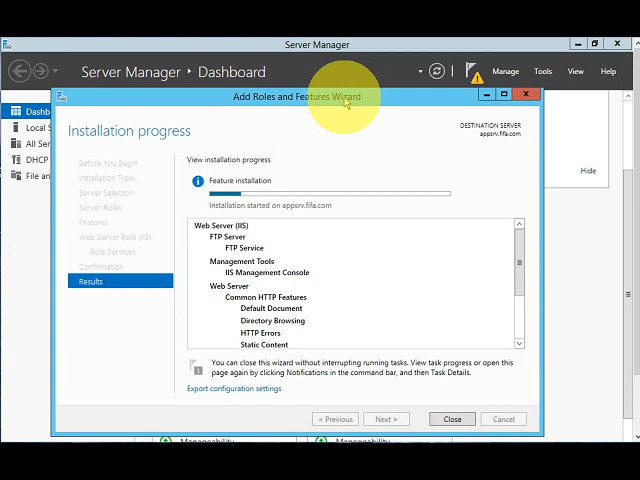 Server Manager
Server Manager ‣ Dashboard
Manage
Tools
View
Help
Dashb
Local S
All Ser
DHCP
File an
Hide
Add Roles and Features Wizard
Installation progress
DESTINATION SERVER
appsrv.fifa.com
Before You Begin
Installation Type
Server Selection
Server Roles
Features
Web Server Role (IIS)
Role Services
Confirmation
Results
View installation progress
Feature installation
Installation started on appsrv.fifa.com
Web Server (IIS)
FTP Server
FTP Service
Management Tools
IIS Management Console
Web Server
Common HTTP Features
Default Document
Directory Browsing
HTTP Errors
Static Content
You can close this wizard without interrupting running tasks. View task progress or open this
page again by clicking Notifications in the command bar, and then Task Details.
Export configuration settings
< Previous
Next >
Close
Cancel
Manageability
Manageability